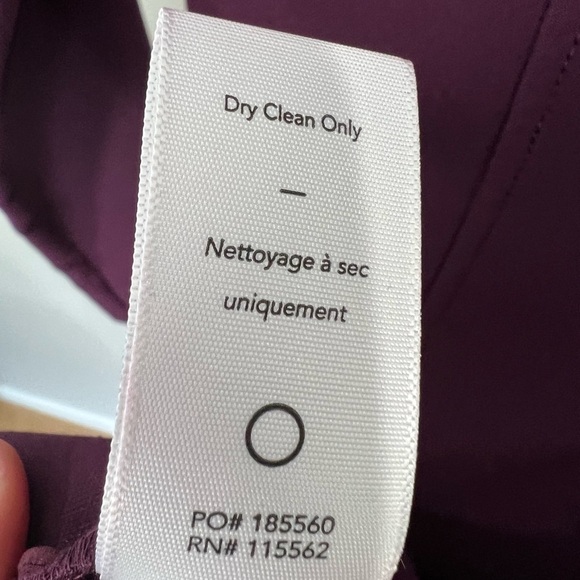 Dry Clean Only
—
Nettoyage à sec
uniquement
PO# 185560
RN# 115562